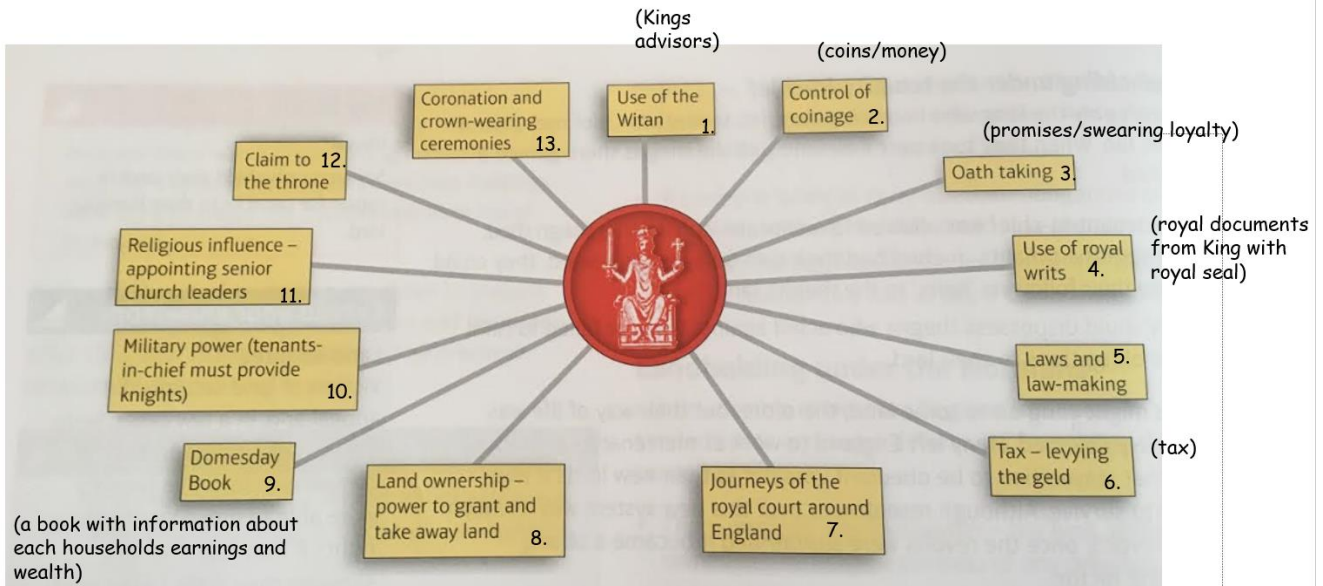 (Kings
advisors)
(coins/money)
Use of the
Witan 1.
Control of
coinage 2.
(promises/swearing loyalty)
Oath taking 3.
(royal documents
from King with
royal seal)
Use of royal
writs 4.
Laws and 5.
law-making
(tax)
Tax – levying
the geld 6.
Journeys of the
royal court around
England 7.
Land ownership –
power to grant and
take away land 8.
Domesday
Book 9.
(a book with information about
each households earnings and
wealth)
Military power (tenants-
in-chief must provide
knights) 10.
Religious influence –
appointing senior
Church leaders 11.
Claim to 12.
the throne
Coronation and
crown-wearing
ceremonies 13.